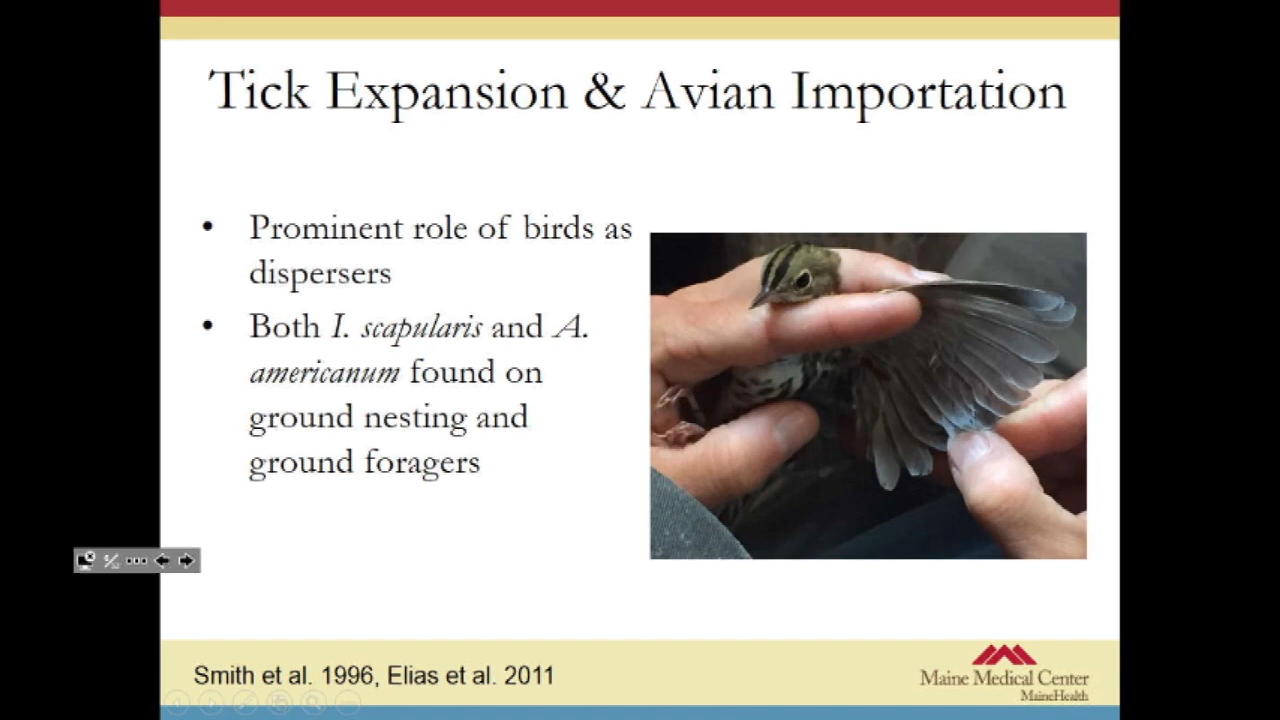 Tick Expansion & Avian Importation
• Prominent role of birds as
dispersers
• Both I. scapularis and A.
americanum found on
ground nesting and
ground foragers
Smith et al. 1996, Elias et al. 2011
Maine Medical Center
MaineHealth